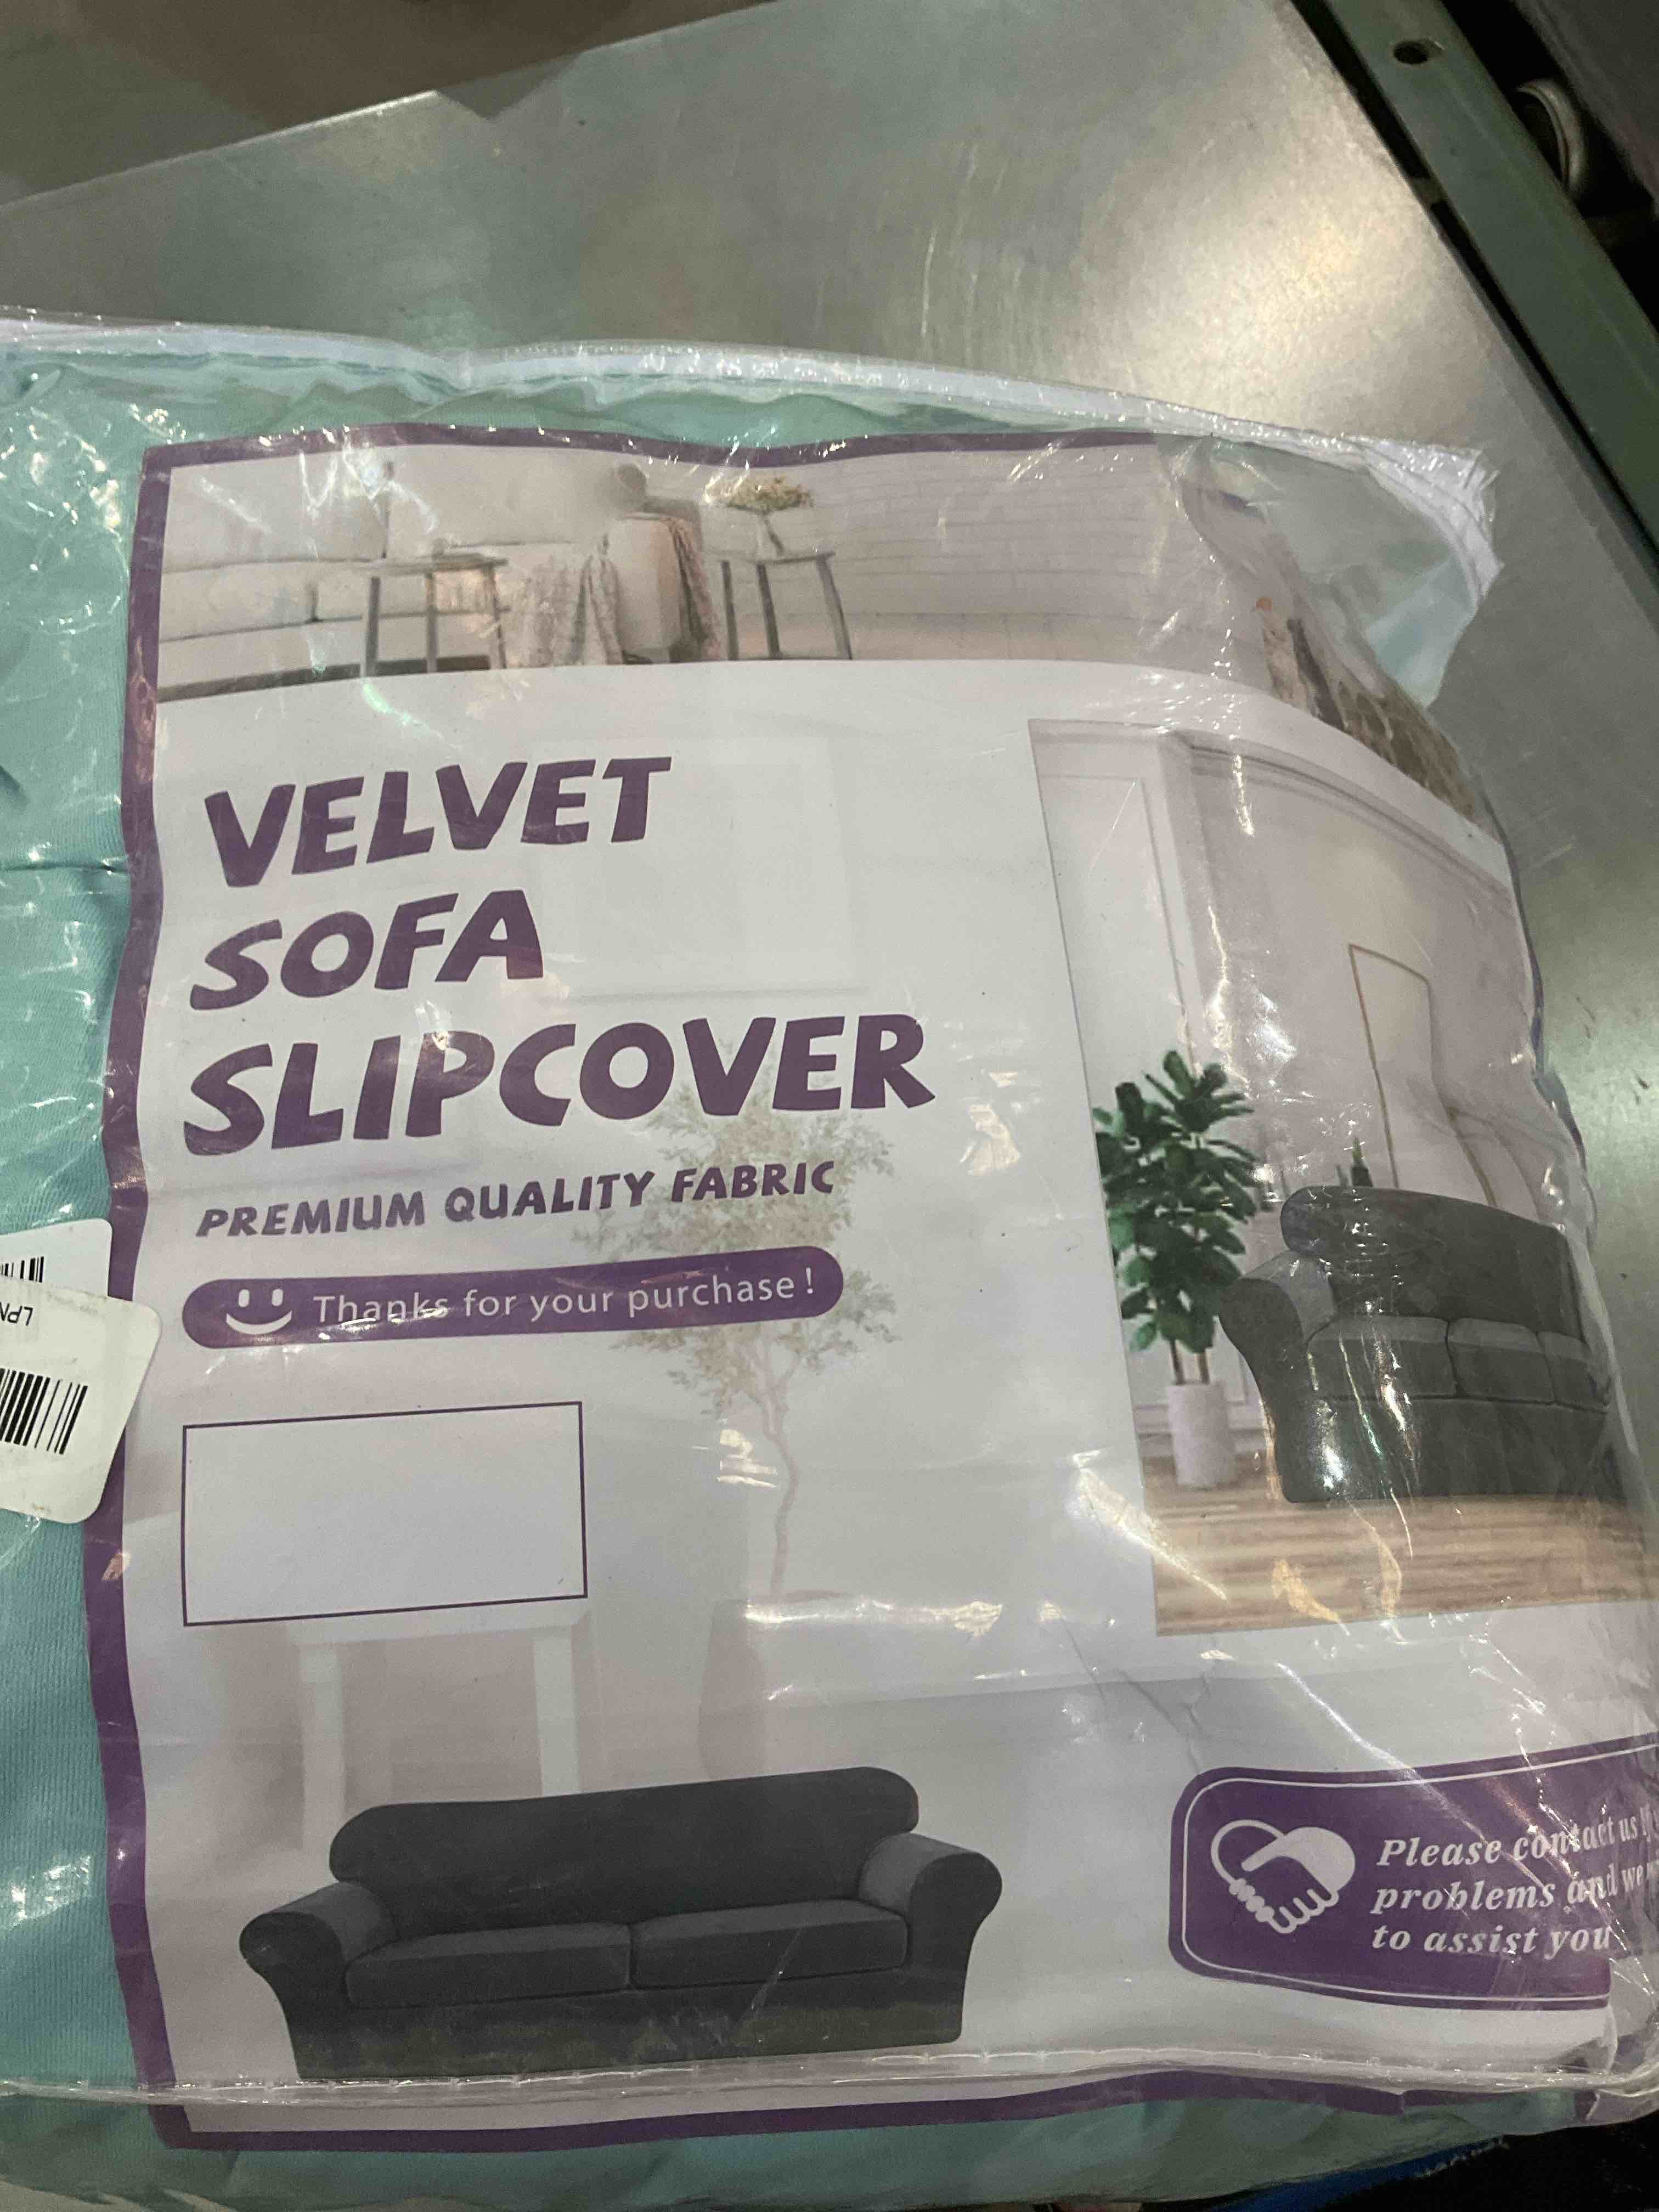 VELVET
SOFA
SLIPCOVER
PREMIUM QUALITY FABRIC
Thanks for your purchase!
LPN
Please contact us
problems and we
to assist you